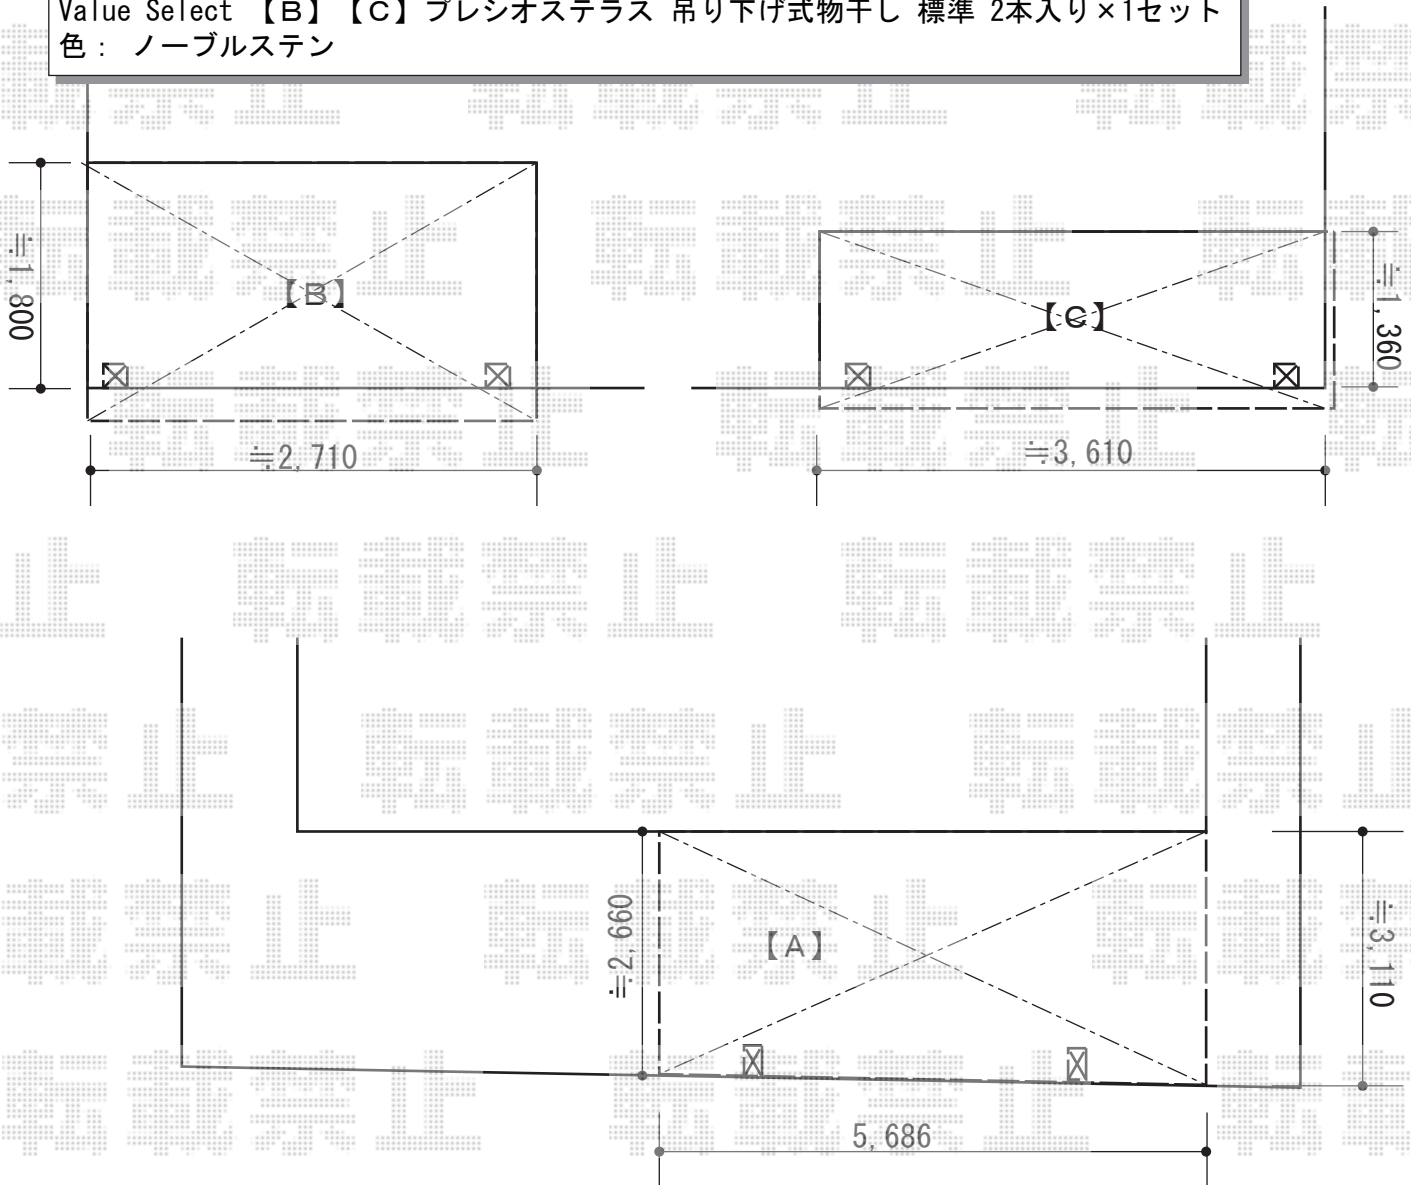 Value Select 【B】【C】プレシオステラス 吊り下げ式物干し 標準 2本入り×1セット
色： ノーブルステン
転載禁止
≒1,800
【B】
≒2,710
【C】
≒1,360
≒3,610
≒2,660
【A】
≒3,110
5,686